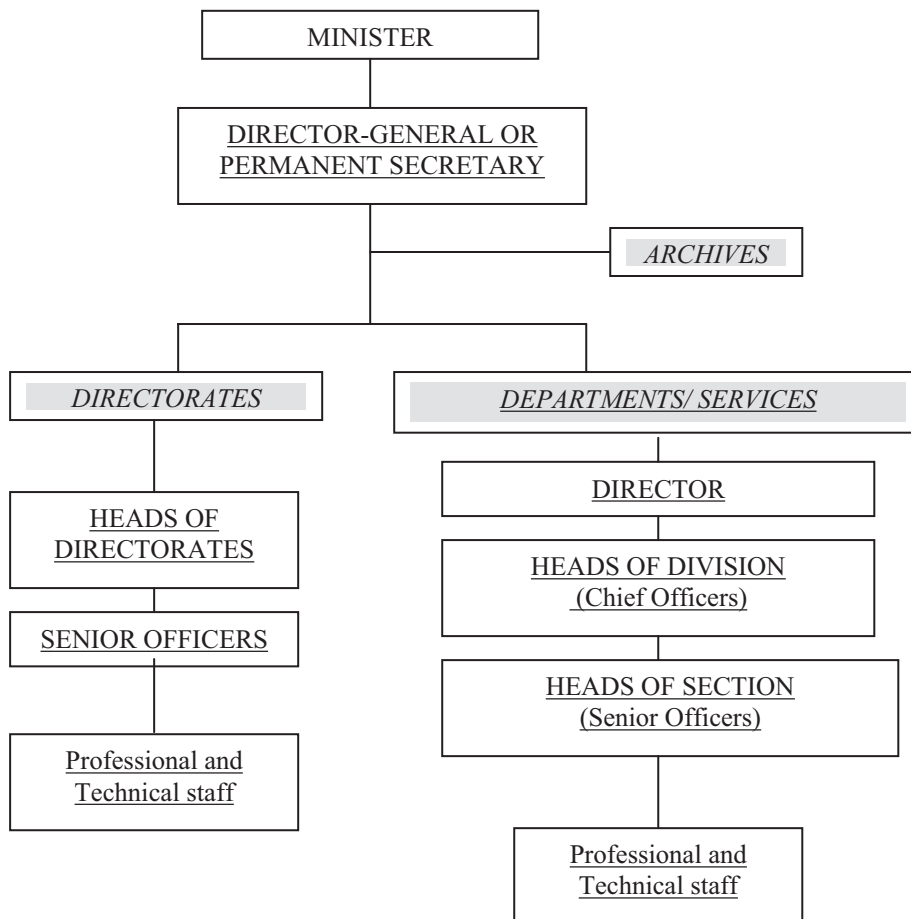 MINISTER
DIRECTOR-GENERAL OR
PERMANENT SECRETARY
ARCHIVES
DIRECTORATES
DEPARTMENTS/ SERVICES
HEADS OF
DIRECTORATES
SENIOR OFFICERS
Professional and
Technical staff
DIRECTOR
HEADS OF DIVISION
(Chief Officers)
HEADS OF SECTION
(Senior Officers)
Professional and
Technical staff